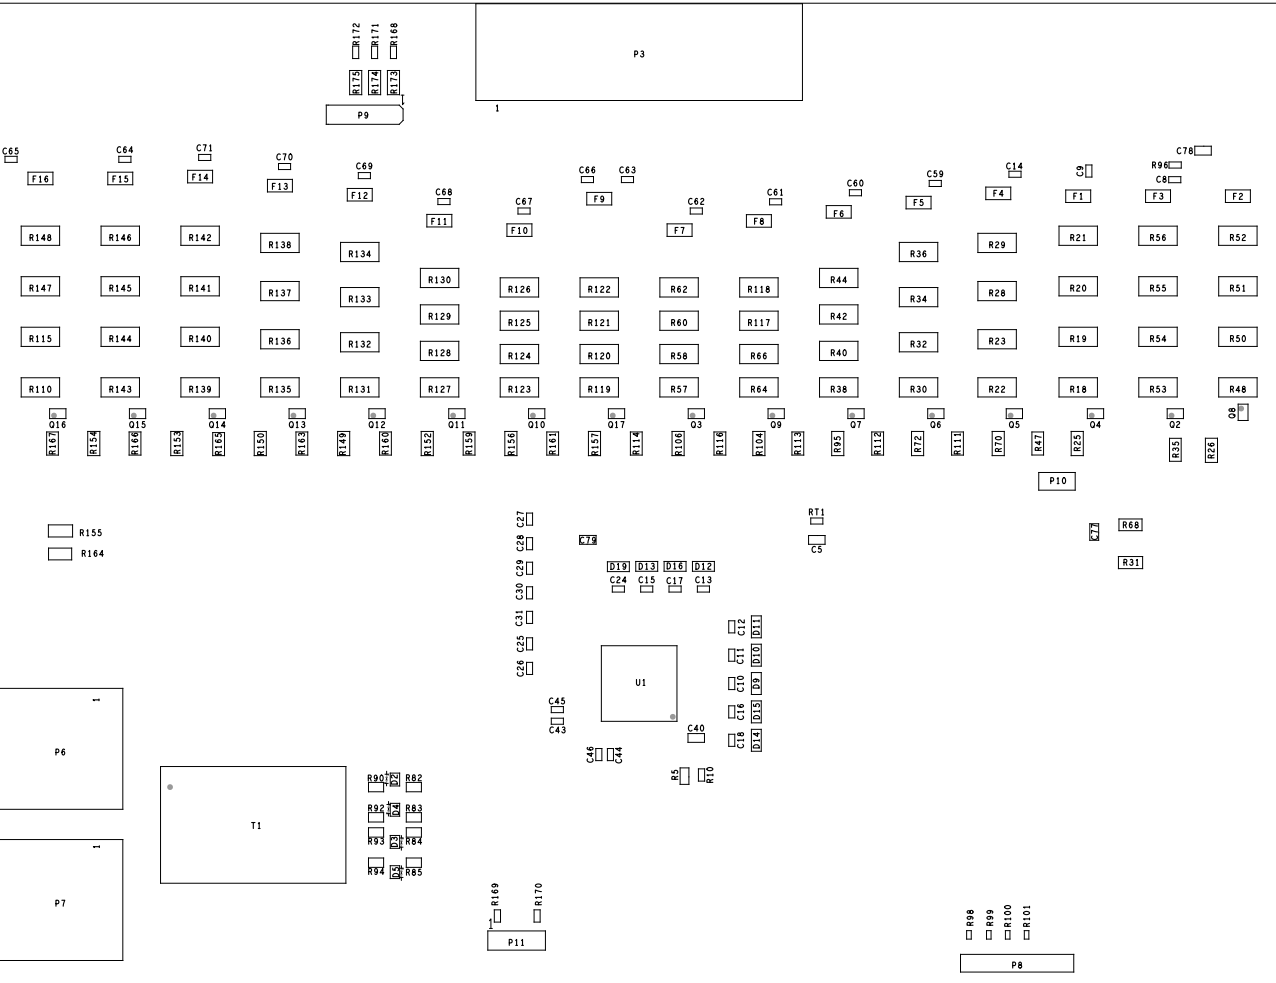 R172 R171 R168
P3
R175 R174 R173
1
P9
C65 C64 C71 C70 C69 C66 C63 C14 C9 C78
R96
C8
F16 F15 F14 F13 F12 C68 C67 F9 C62 C61 C60 C59 F4 F1 F3 F2
F11 F10 F7 F8 F6 F5
R148 R146 R142 R138 R134 R36 R29 R21 R56 R52
R147 R145 R141 R137 R133 R130 R126 R122 R62 R118 R44 R34 R28 R20 R55 R51
R129 R125 R121 R60 R117 R42
R115 R144 R140 R136 R132 R128 R124 R120 R58 R66 R40 R32 R23 R19 R54 R50
R110 R143 R139 R135 R131 R127 R123 R119 R57 R64 R38 R30 R22 R18 R53 R48
Q16 Q15 Q14 Q13 Q12 Q11 Q10 Q17 Q3 Q9 Q7 Q6 Q5 Q4 Q2 Q8
R167 R154 R166 R153 R165 R150 R163 R149 R160 R152 R159 R156 R161 R157 R114 R106 R116 R104 R113 R95 R112 R72 R111 R70 R47 R25 R35 R26
P10
R155
R164
C27
C28
C29
C30
C31
C25
C26
C79
RT1
C5
C77
R68
R31
D19 D13 D16 D12
C24 C15 C17 C13
C12 D11
C11 D10
C10 D9
C16 D15
C18 D14
U1
C45
C43
C40
C46 C44
R5 R10
1
P6
1
P7
T1
R90 D2 R82
R92 D4 R83
R93 D3 R84
R94 D5 R85
R169 R170
1
P11
R98 R99 R100 R101
P8